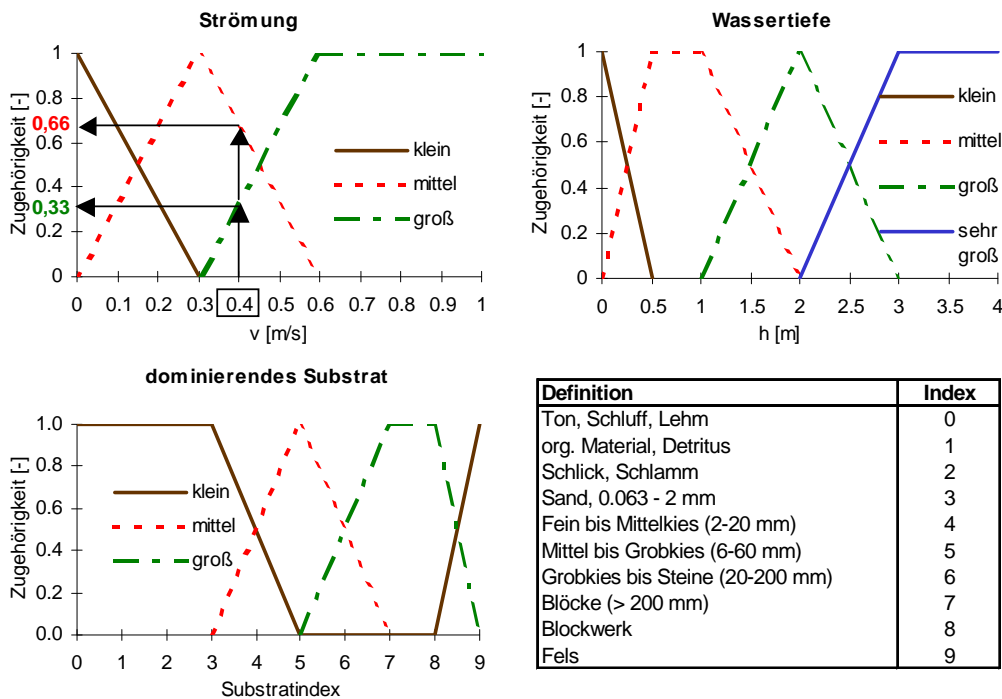 Strömung
Zugehörigkeit [-]
1
0.8
0,66
0.6
0.4
0,33
0.2
0
klein
mittel
groß
0 0.1 0.2 0.3 0.4 0.5 0.6 0.7 0.8 0.9 1
v [m/s]
Wassertiefe
Zugehörigkeit [-]
1
0.8
0.6
0.4
0.2
0
klein
mittel
groß
sehr
groß
0 0.5 1 1.5 2 2.5 3 3.5 4
h [m]
dominierendes Substrat
Zugehörigkeit [-]
1.0
0.8
0.6
0.4
0.2
0.0
klein
mittel
groß
0 1 2 3 4 5 6 7 8 9
Substratindex
Definition Index
Ton, Schluff, Lehm 0
org. Material, Detritus 1
Schlick, Schlamm 2
Sand, 0.063 - 2 mm 3
Fein bis Mittelkies (2-20 mm) 4
Mittel bis Grobkies (6-60 mm) 5
Grobkies bis Steine (20-200 mm) 6
Blöcke (> 200 mm) 7
Blockwerk 8
Fels 9